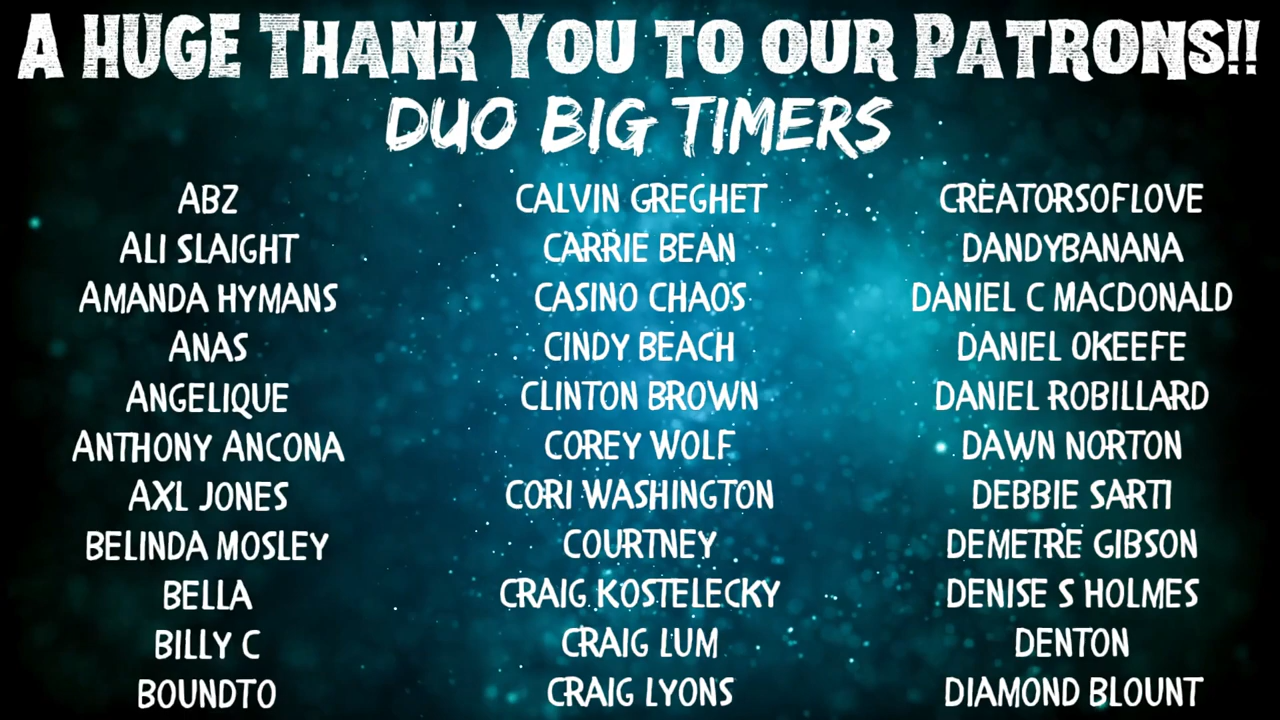 A HUGE THANK YOU TO OUR PATRONS!!
DUO BIG TIMERS
ABZ
ALI SLAIGHT
AMANDA HYMANS
ANAS
ANGELIQUE
ANTHONY ANCONA
AXL JONES
BELINDA MOSLEY
BELLA
BILLY C
BOUNDTO
CALVIN GREGHET
CARRIE BEAN
CASINO CHAOS
CINDY BEACH
CLINTON BROWN
COREY WOLF
CORI WASHINGTON
COURTNEY
CRAIG KOSTELECKY
CRAIG LUM
CRAIG LYONS
CREATORSOFLOVE
DANDYBANANA
DANIEL C MACDONALD
DANIEL OKEEFE
DANIEL ROBILLARD
DAWN NORTON
DEBBIE SARTI
DEMETRE GIBSON
DENISE S HOLMES
DENTON
DIAMOND BLOUNT